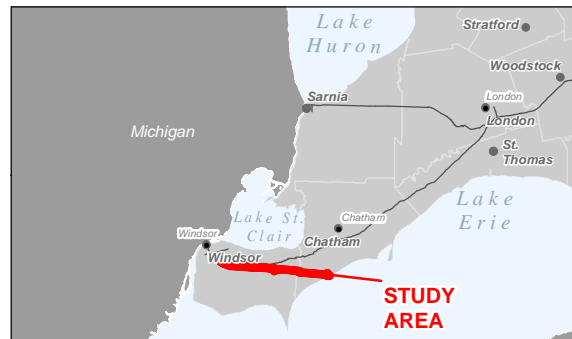 Lake
Huron
Stratford
Woodstock
Sarnia
London
London
Michigan
St.
Thomas
Lake
Erie
Lake St.
Clair
Chatham
Chatham
Windsor
Windsor
STUDY
AREA